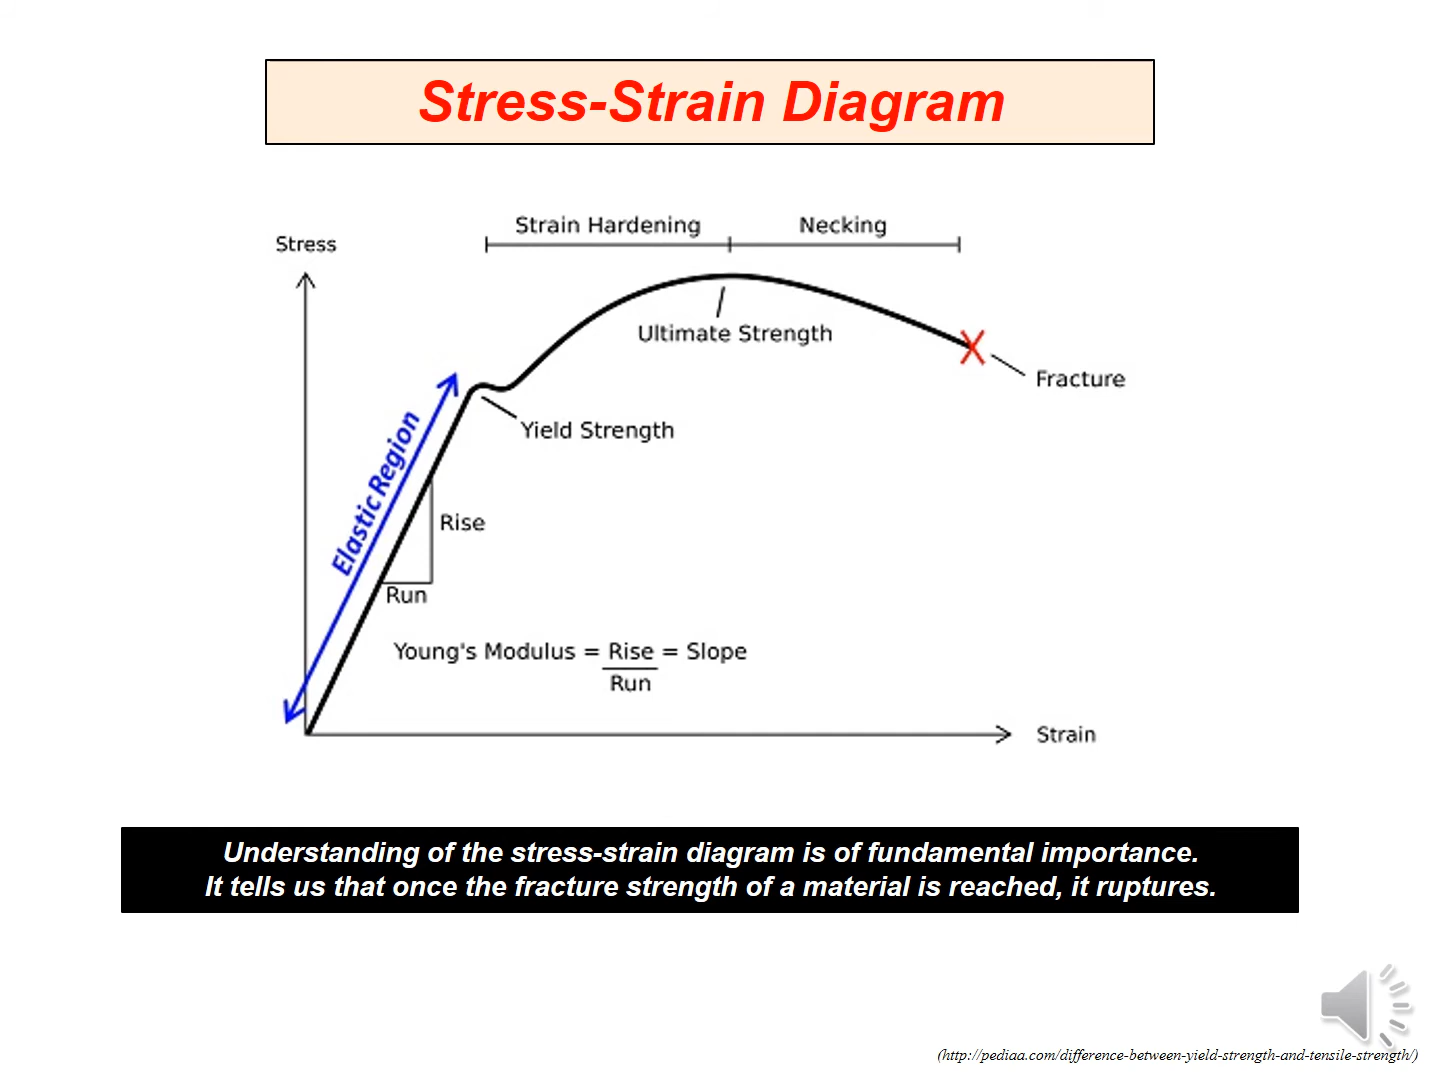 Stress-Strain Diagram
Strain Hardening
Necking
Stress
Ultimate Strength
Fracture
Yield Strength
Elastic Region
Rise
Run
Young's Modulus = Rise = Slope
Run
Strain
Understanding of the stress-strain diagram is of fundamental importance.
It tells us that once the fracture strength of a material is reached, it ruptures.
(http://pediaa.com/difference-between-yield-strength-and-tensile-strength/)